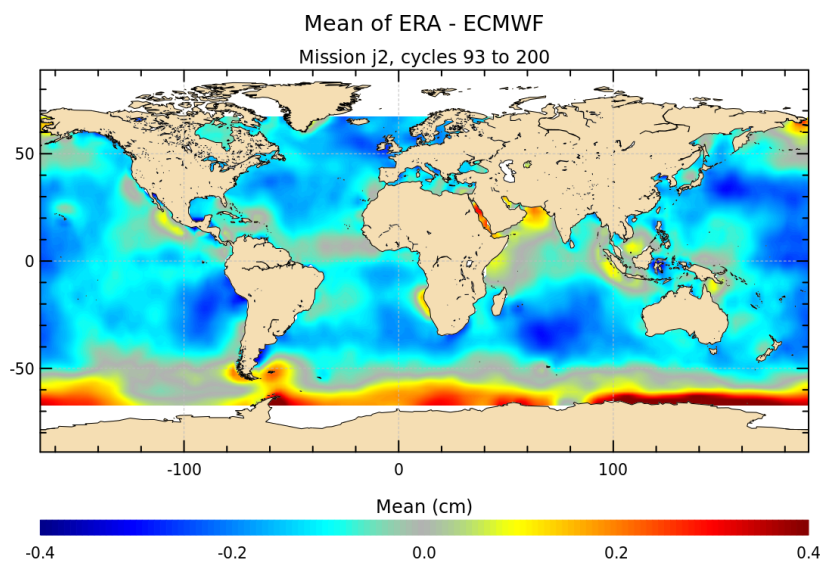 Mean of ERA - ECMWF
Mission j2, cycles 93 to 200
50
0
-50
-100 0 100
Mean (cm)
-0.4 -0.2 0.0 0.2 0.4